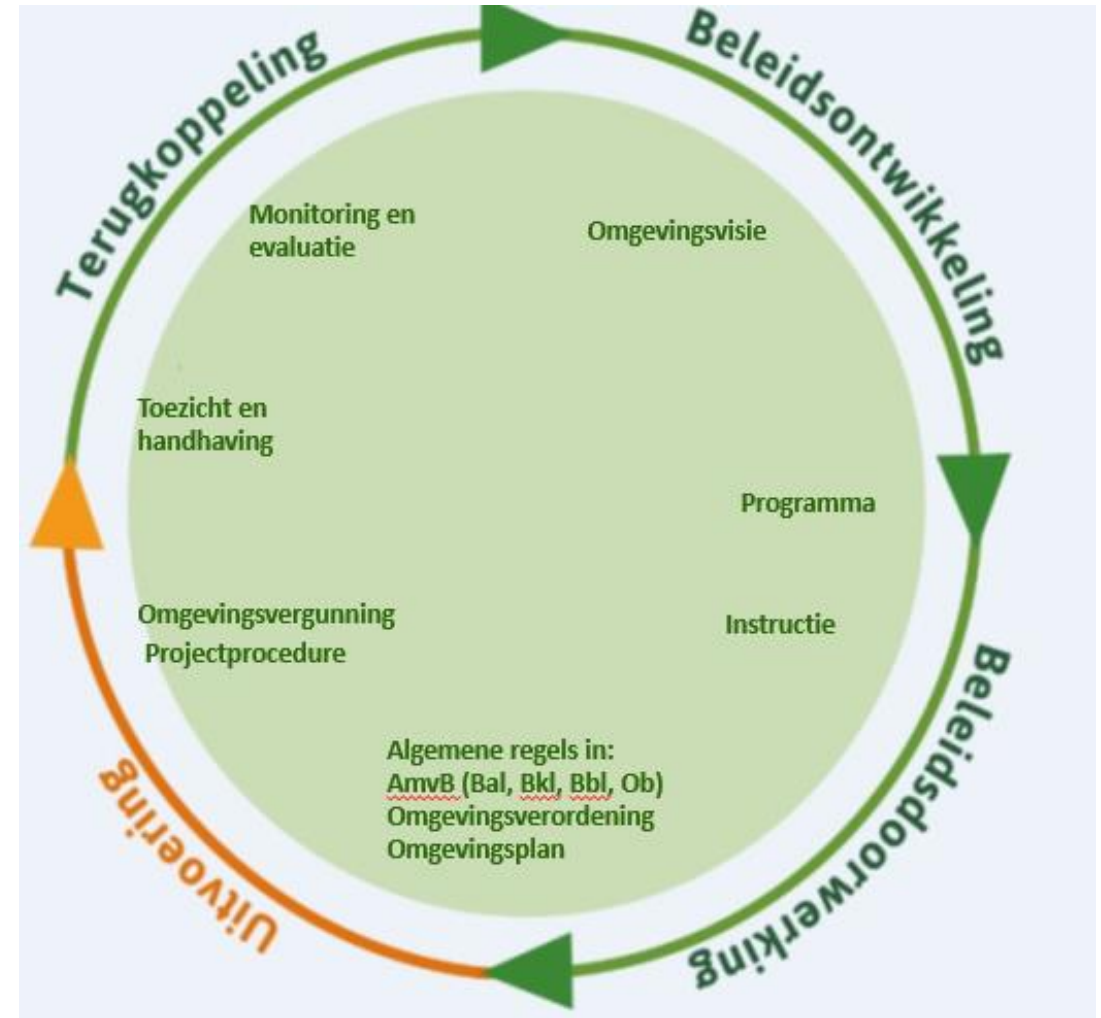 Terugkoppeling
Beleidsontwikkeling
Monitoring en
evaluatie
Omgevingsvisie
Toezicht en
handhaving
Programma
Omgevingsvergunning
Projectprocedure
Instructie
Algemene regels in:
AmvB (Bal, Bkl, Bbl, Ob)
Omgevingsverordening
Omgevingsplan
Uitvoering
Beleidsdoorwerking